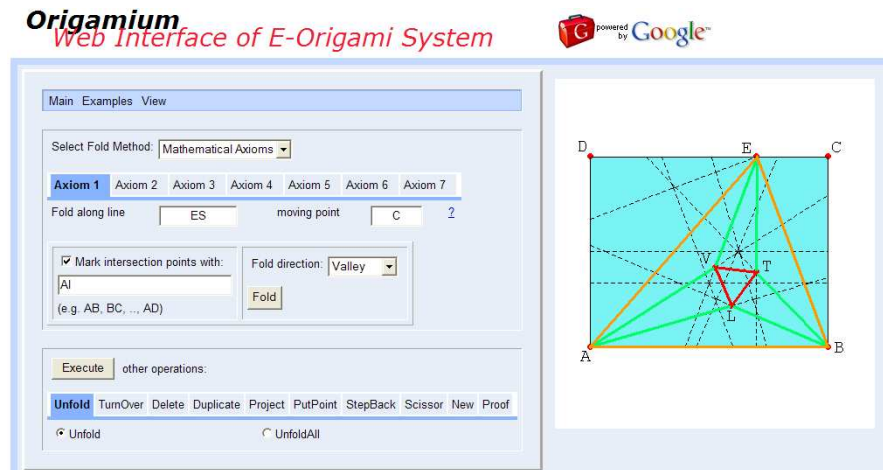 Origamium
Web Interface of E-Origami System
G powered by Google
Main Examples View
Select Fold Method: Mathematical Axioms
Axiom 1 Axiom 2 Axiom 3 Axiom 4 Axiom 5 Axiom 6 Axiom 7
Fold along line ES moving point C ?
Mark intersection points with:
AI
(e.g. AB, BC, .., AD)
Fold direction: Valley
Fold
Execute other operations:
Unfold TurnOver Delete Duplicate Project PutPoint StepBack Scissor New Proof
Unfold UnfoldAll
D E C
V T
L
A B